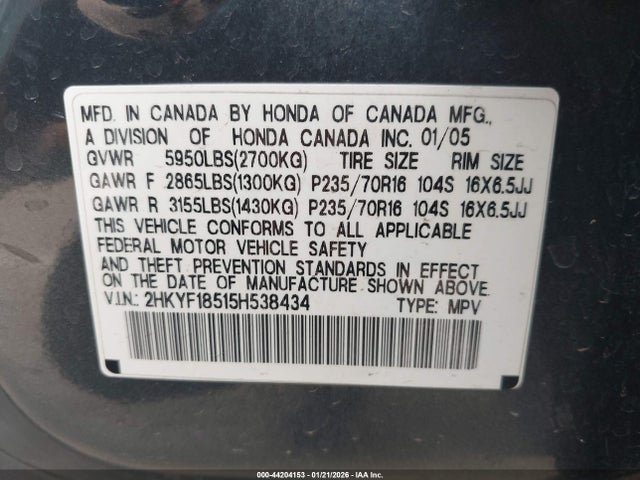 MFD. IN CANADA BY HONDA OF CANADA MFG.,
A DIVISION OF HONDA CANADA INC. 01/05
GVWR 5950LBS(2700KG) TIRE SIZE RIM SIZE
GAWR F 2865LBS(1300KG) P235/70R16 104S 16X6.5JJ
GAWR R 3155LBS(1430KG) P235/70R16 104S 16X6.5JJ
THIS VEHICLE CONFORMS TO ALL APPLICABLE
FEDERAL MOTOR VEHICLE SAFETY
AND THEFT PREVENTION STANDARDS IN EFFECT
ON THE DATE OF MANUFACTURE SHOWN ABOVE.
V.I.N.: 2HKYF18515H538434 TYPE: MPV
000-44204153 - 01/21/2026 - IAA Inc.